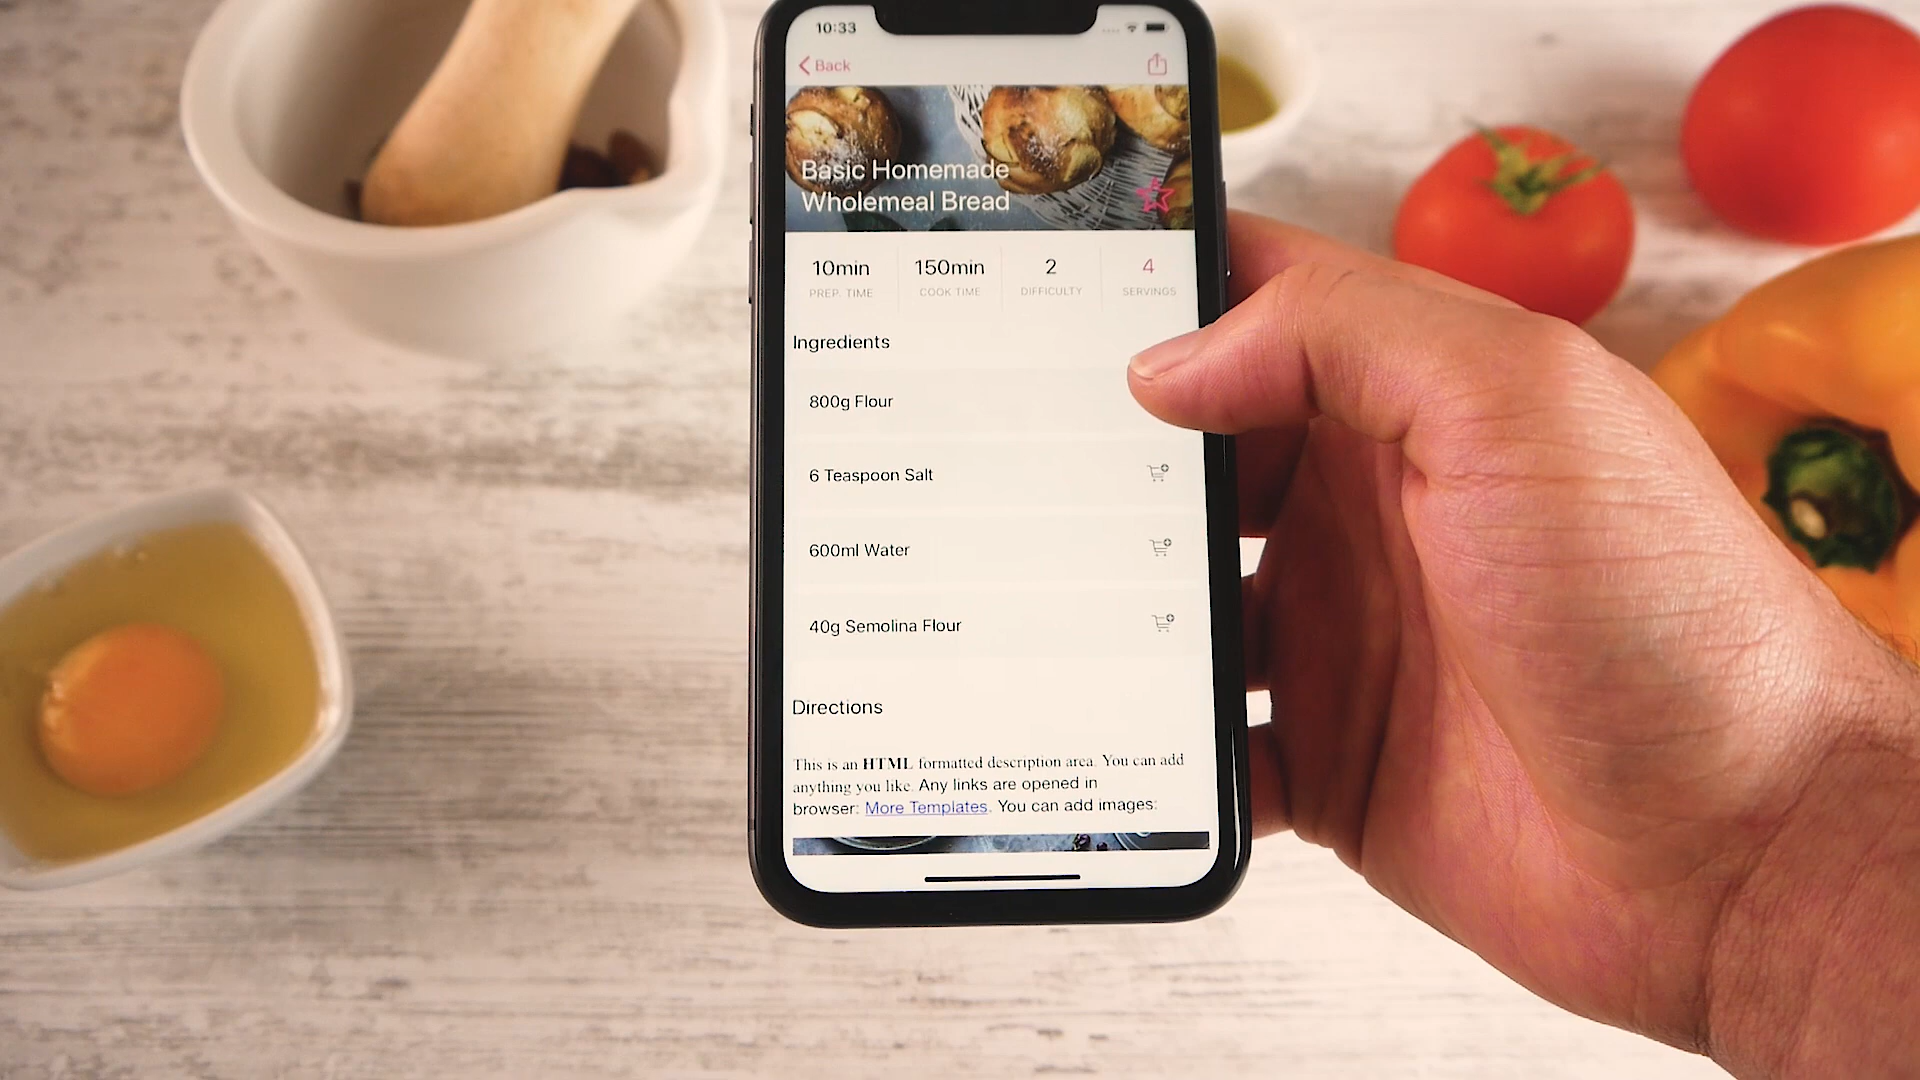 10:33
Back
Basic Homemade
Wholemeal Bread
10min 150min 2 4
PREP. TIME COOK TIME DIFFICULTY SERVINGS
Ingredients
800g Flour
6 Teaspoon Salt
600ml Water
40g Semolina Flour
Directions
This is an HTML formatted description area. You can add
anything you like. Any links are opened in
browser: More Templates. You can add images: